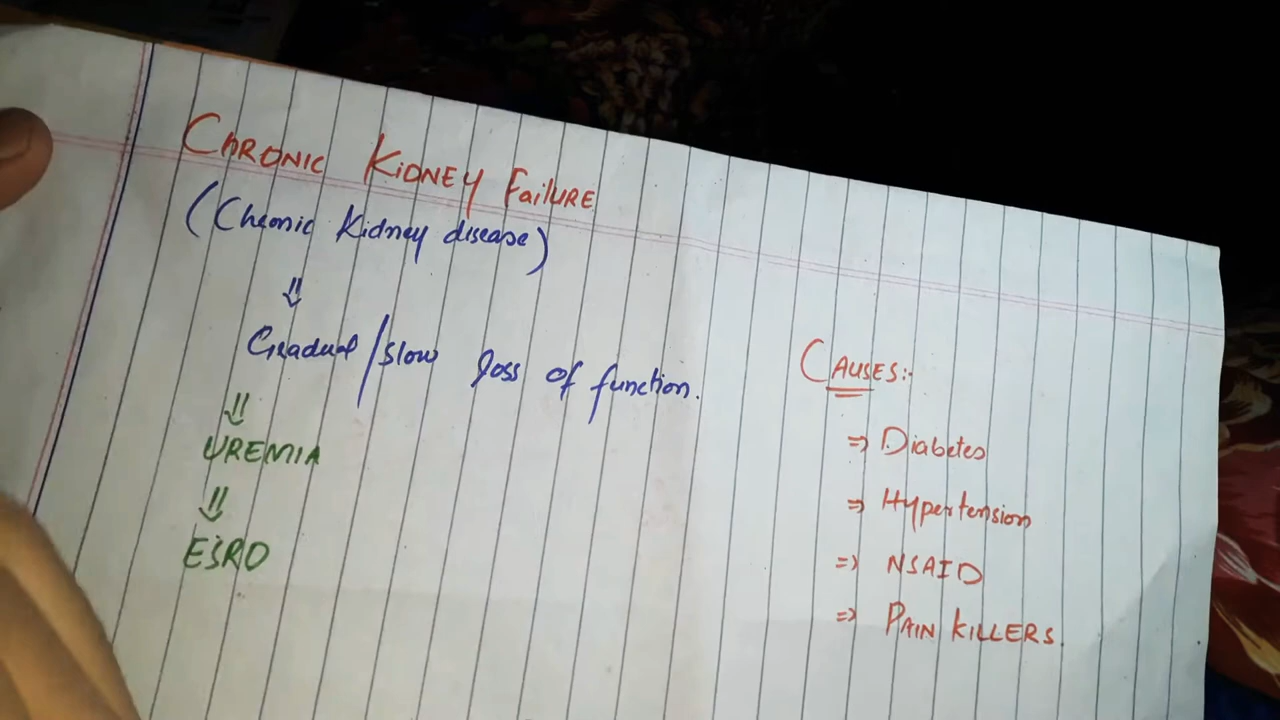 CHRONIC KIDNEY FAILURE
(Chronic Kidney disease)
⇓
Gradual/slow loss of function.
⇓
UREMIA
⇓
ESRD
CAUSES:-
⇒ Diabetes
⇒ Hypertension
⇒ NSAID
⇒ PAIN KILLERS.